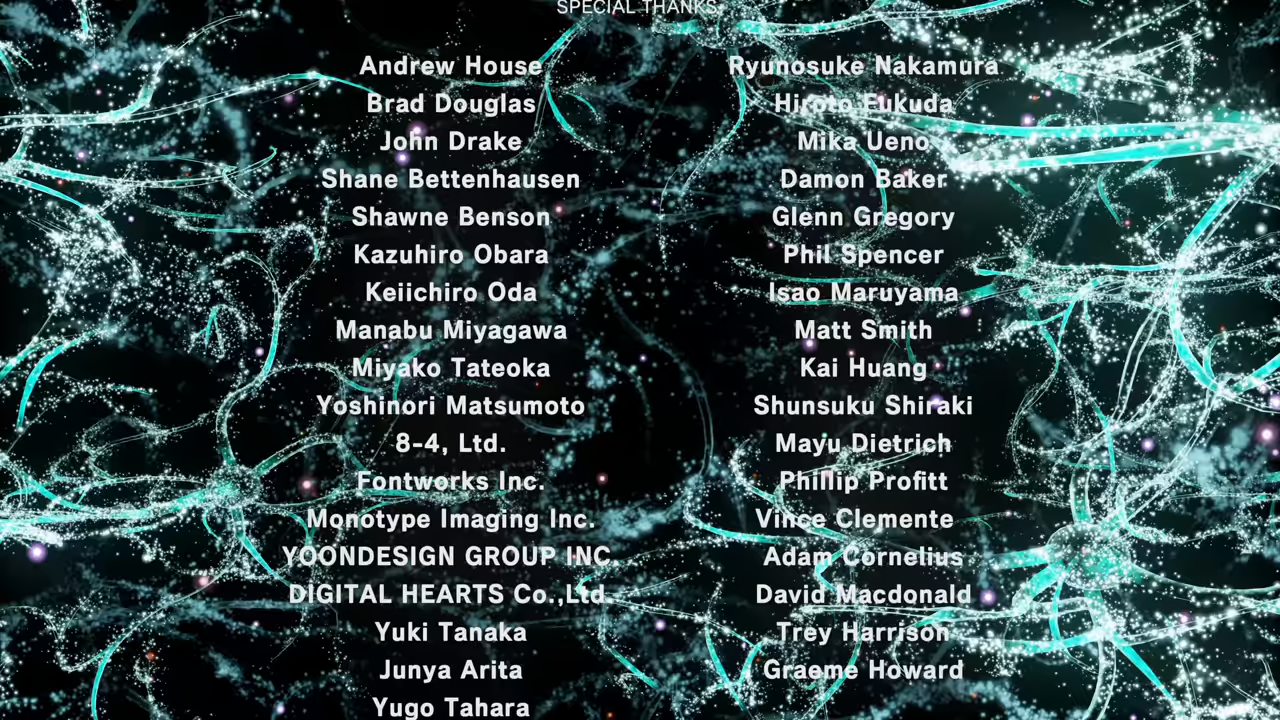 SPECIAL THANKS
Andrew House
Brad Douglas
John Drake
Shane Bettenhausen
Shawne Benson
Kazuhiro Obara
Keiichiro Oda
Manabu Miyagawa
Miyako Tateoka
Yoshinori Matsumoto
8-4, Ltd.
Fontworks Inc.
Monotype Imaging Inc.
YOONDESIGN GROUP INC.
DIGITAL HEARTS Co.,Ltd.
Yuki Tanaka
Junya Arita
Yugo Tahara
Ryunosuke Nakamura
Hiroto Fukuda
Mika Ueno
Damon Baker
Glenn Gregory
Phil Spencer
Isao Maruyama
Matt Smith
Kai Huang
Shunsuku Shiraki
Mayu Dietrich
Phillip Profitt
Vince Clemente
Adam Cornelius
David Macdonald
Trey Harrison
Graeme Howard